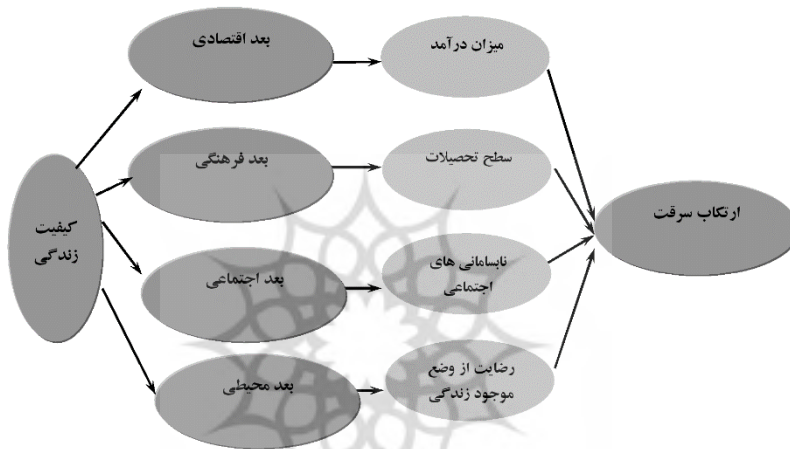 کیفیت
زندگی
بعد اقتصادی
میزان درآمد
بعد فرهنگی
سطح تحصیلات
بعد اجتماعی
نابسامانی های
اجتماعی
بعد محیطی
رضایت از وضع
موجود زندگی
ارتکاب سرقت